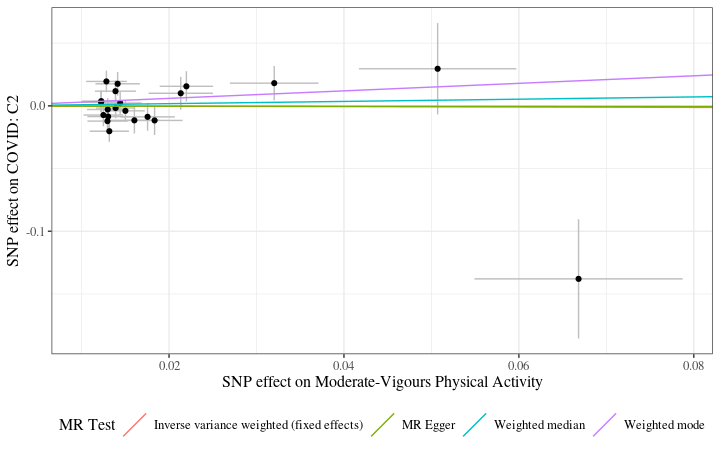 SNP effect on COVID: C2
0.0
-0.1
0.02
0.04
0.06
0.08
SNP effect on Moderate-Vigours Physical Activity
MR Test
Inverse variance weighted (fixed effects)
MR Egger
Weighted median
Weighted mode